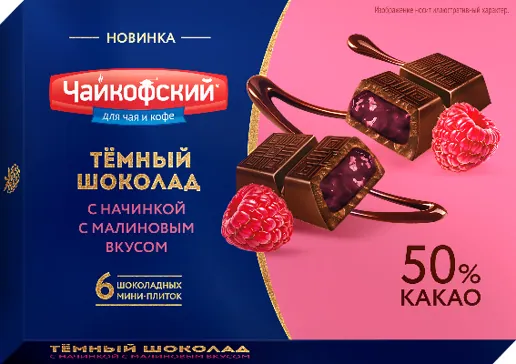 Изображение носит иллюстративный характер.
НОВИНКА
Чайкофский
для чая и кофе
ТЁМНЫЙ
ШОКОЛАД
С НАЧИНКОЙ
С МАЛИНОВЫМ
ВКУСОМ
6 ШОКОЛАДНЫХ
МИНИ-ПЛИТОК
50%
КАКАО
ТЁМНЫЙ ШОКОЛАД
С НАЧИНКОЙ С МАЛИНОВЫМ ВКУСОМ